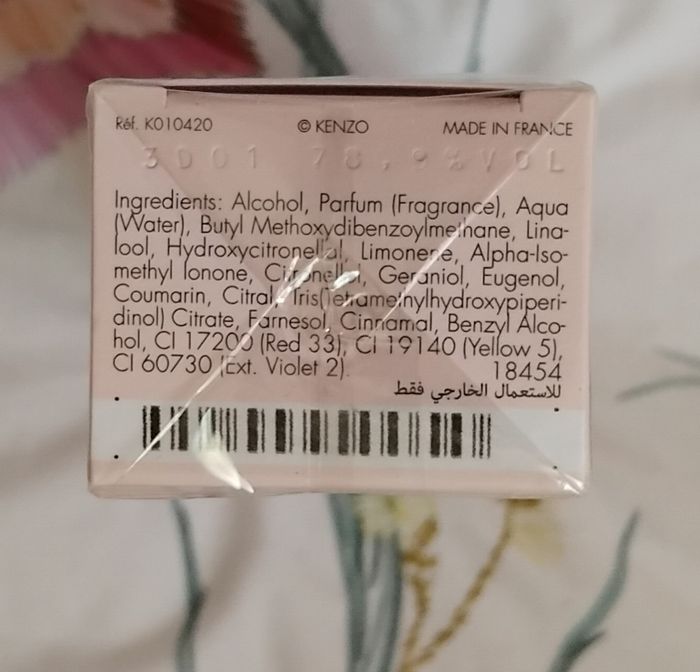 Réf. K010420 © KENZO MADE IN FRANCE
3D01 78,9%VOL
Ingredients: Alcohol, Parfum (Fragrance), Aqua
(Water), Butyl Methoxydibenzoylmethane, Lina-
lool, Hydroxycitronellal, Limonene, Alpha-Iso-
methyl Ionone, Citronellol, Geraniol, Eugenol,
Coumarin, Citral, Tris(Tetramethylhydroxypiperi-
dinol) Citrate, Farnesol, Cinnamal, Benzyl Alco-
hol, CI 17200 (Red 33), CI 19140 (Yellow 5),
CI 60730 (Ext. Violet 2). 18454
للاستعمال الخارجي فقط